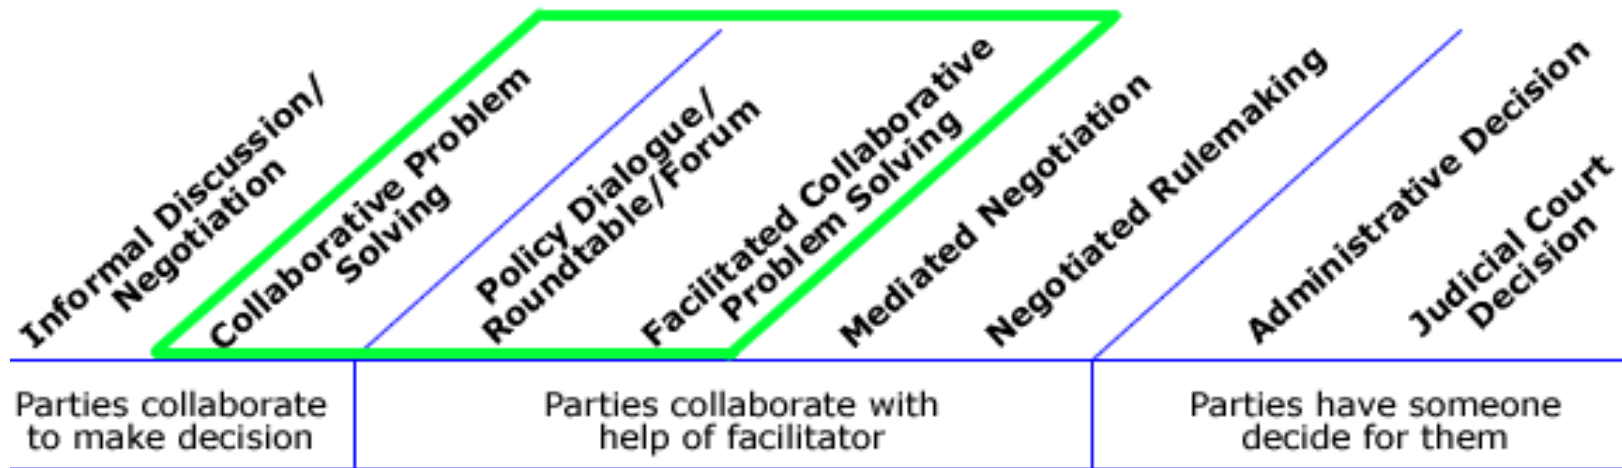 Informal Discussion/
Negotiation
Collaborative Problem
Solving
Policy Dialogue/
Roundtable/Forum
Facilitated Collaborative
Problem Solving
Mediated Negotiation
Negotiated Rulemaking
Administrative Decision
Judicial Court
Decision
Parties collaborate
to make decision
Parties collaborate with
help of facilitator
Parties have someone
decide for them